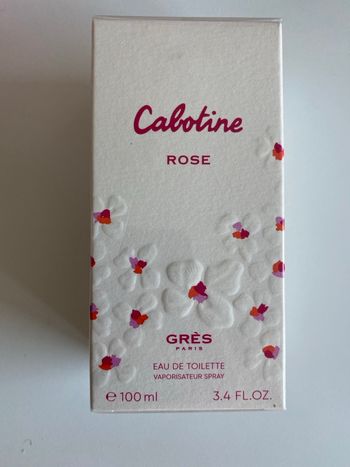 Cabotine
ROSE
GRÈS
PARIS
EAU DE TOILETTE
VAPORISATEUR SPRAY
℮ 100 ml 3.4 FL.OZ.